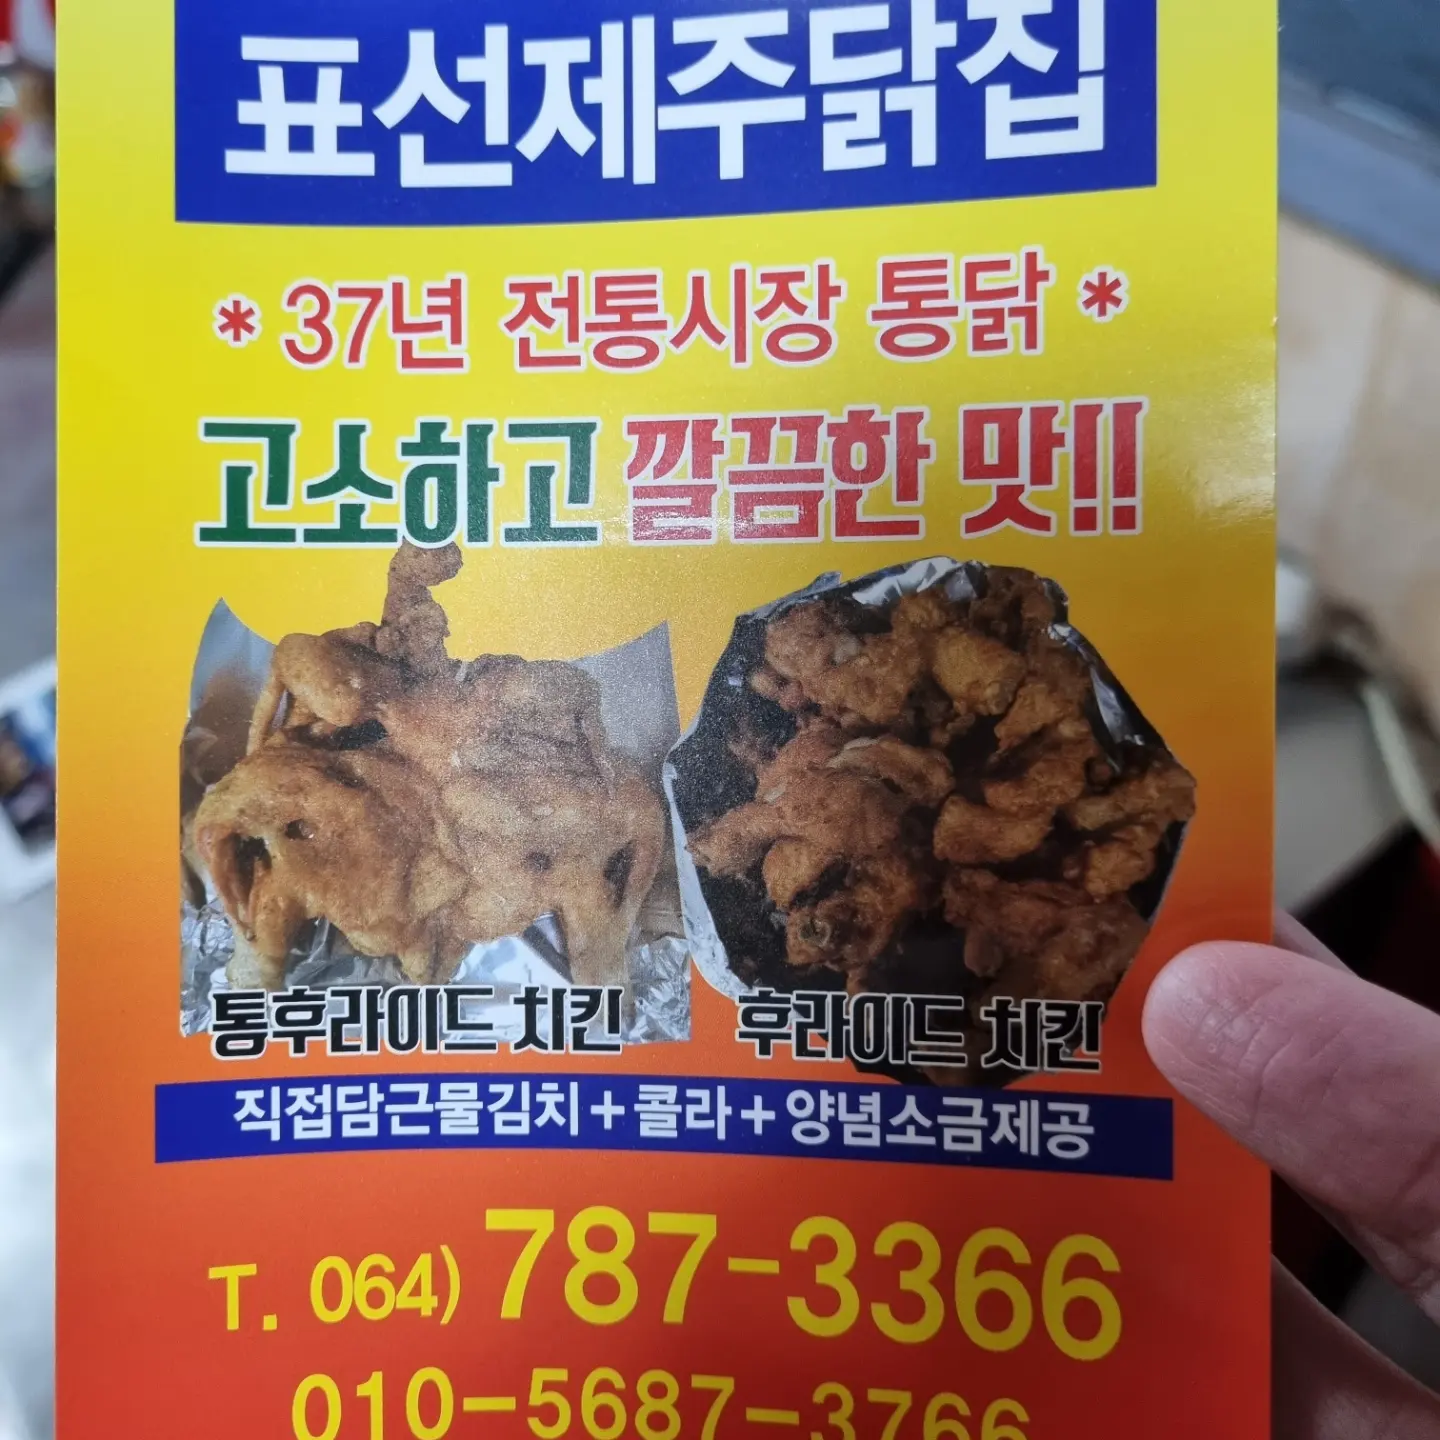 표선제주닭집
* 37년 전통시장 통닭 *
고소하고 깔끔한 맛!!
통후라이드 치킨
후라이드 치킨
직접담근물김치+콜라+양념소금제공
T. 064) 787-3366
010-5687-3766